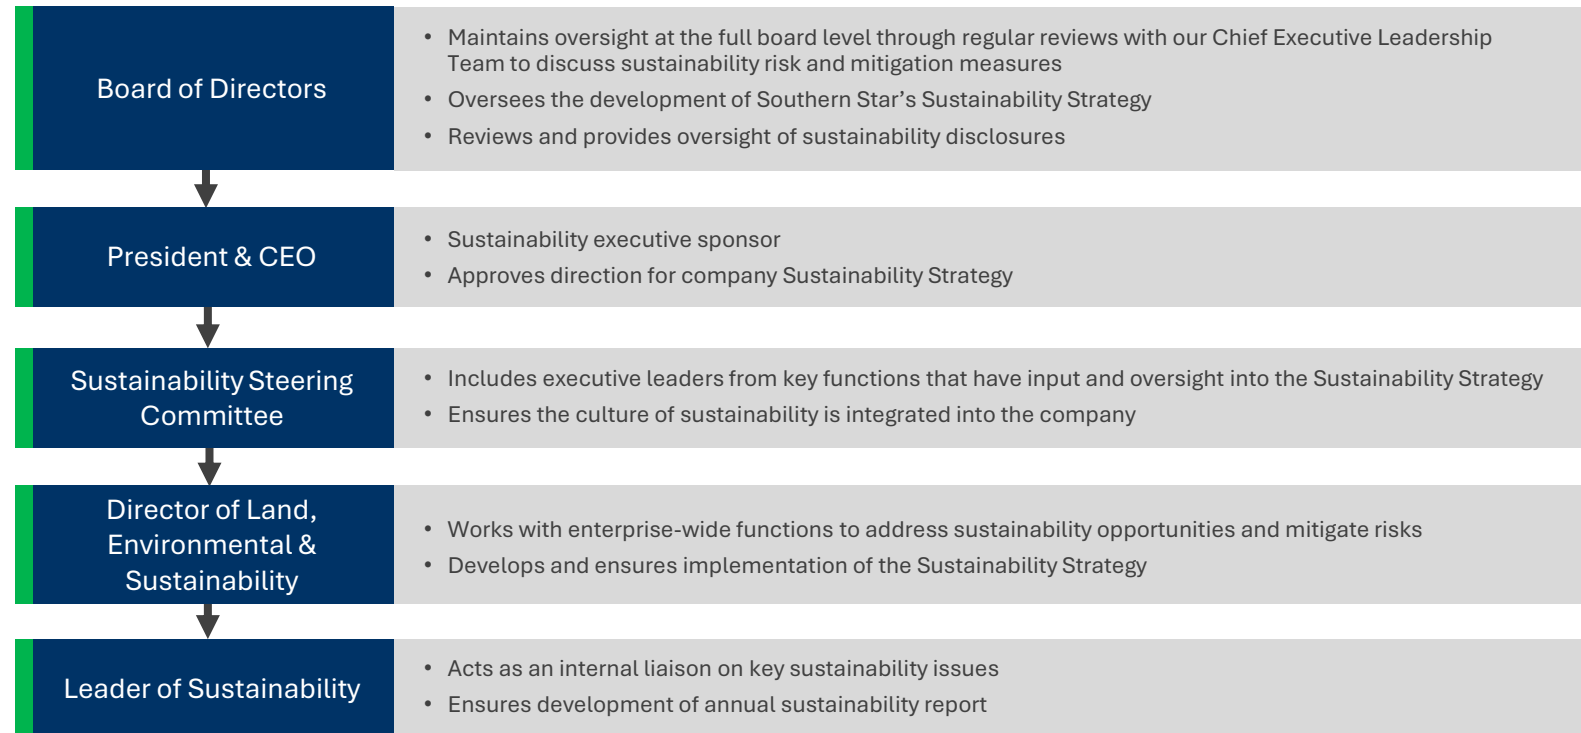 Board of Directors
• Maintains oversight at the full board level through regular reviews with our Chief Executive Leadership
Team to discuss sustainability risk and mitigation measures
• Oversees the development of Southern Star’s Sustainability Strategy
• Reviews and provides oversight of sustainability disclosures
President & CEO
• Sustainability executive sponsor
• Approves direction for company Sustainability Strategy
Sustainability Steering
Committee
• Includes executive leaders from key functions that have input and oversight into the Sustainability Strategy
• Ensures the culture of sustainability is integrated into the company
Director of Land,
Environmental &
Sustainability
• Works with enterprise-wide functions to address sustainability opportunities and mitigate risks
• Develops and ensures implementation of the Sustainability Strategy
Leader of Sustainability
• Acts as an internal liaison on key sustainability issues
• Ensures development of annual sustainability report